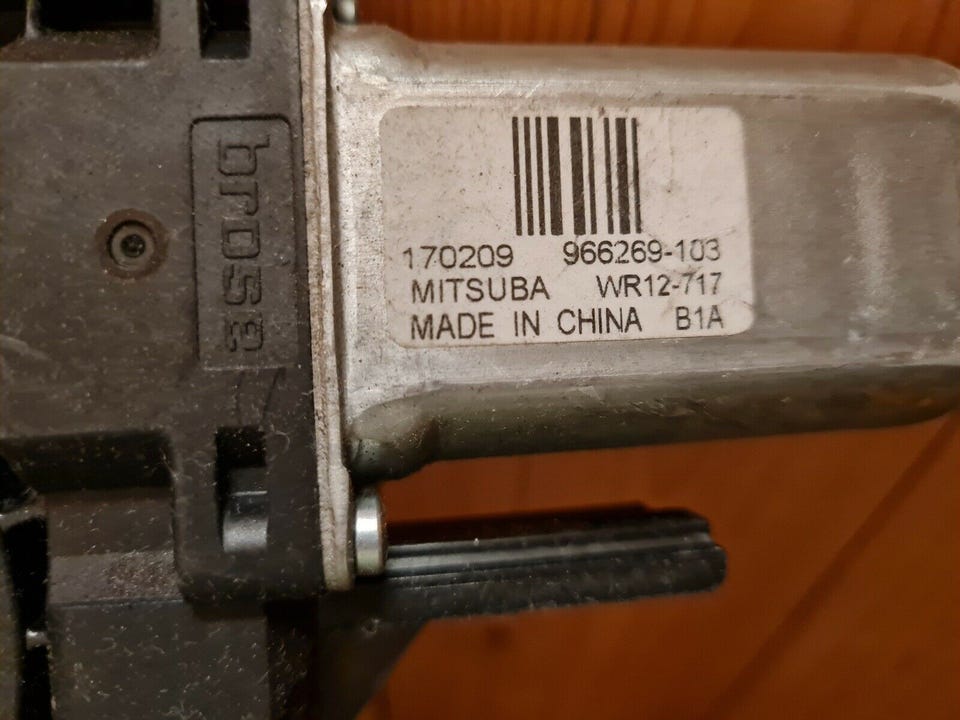 brose
170209 966269-103
MITSUBA WR12-717
MADE IN CHINA B1A